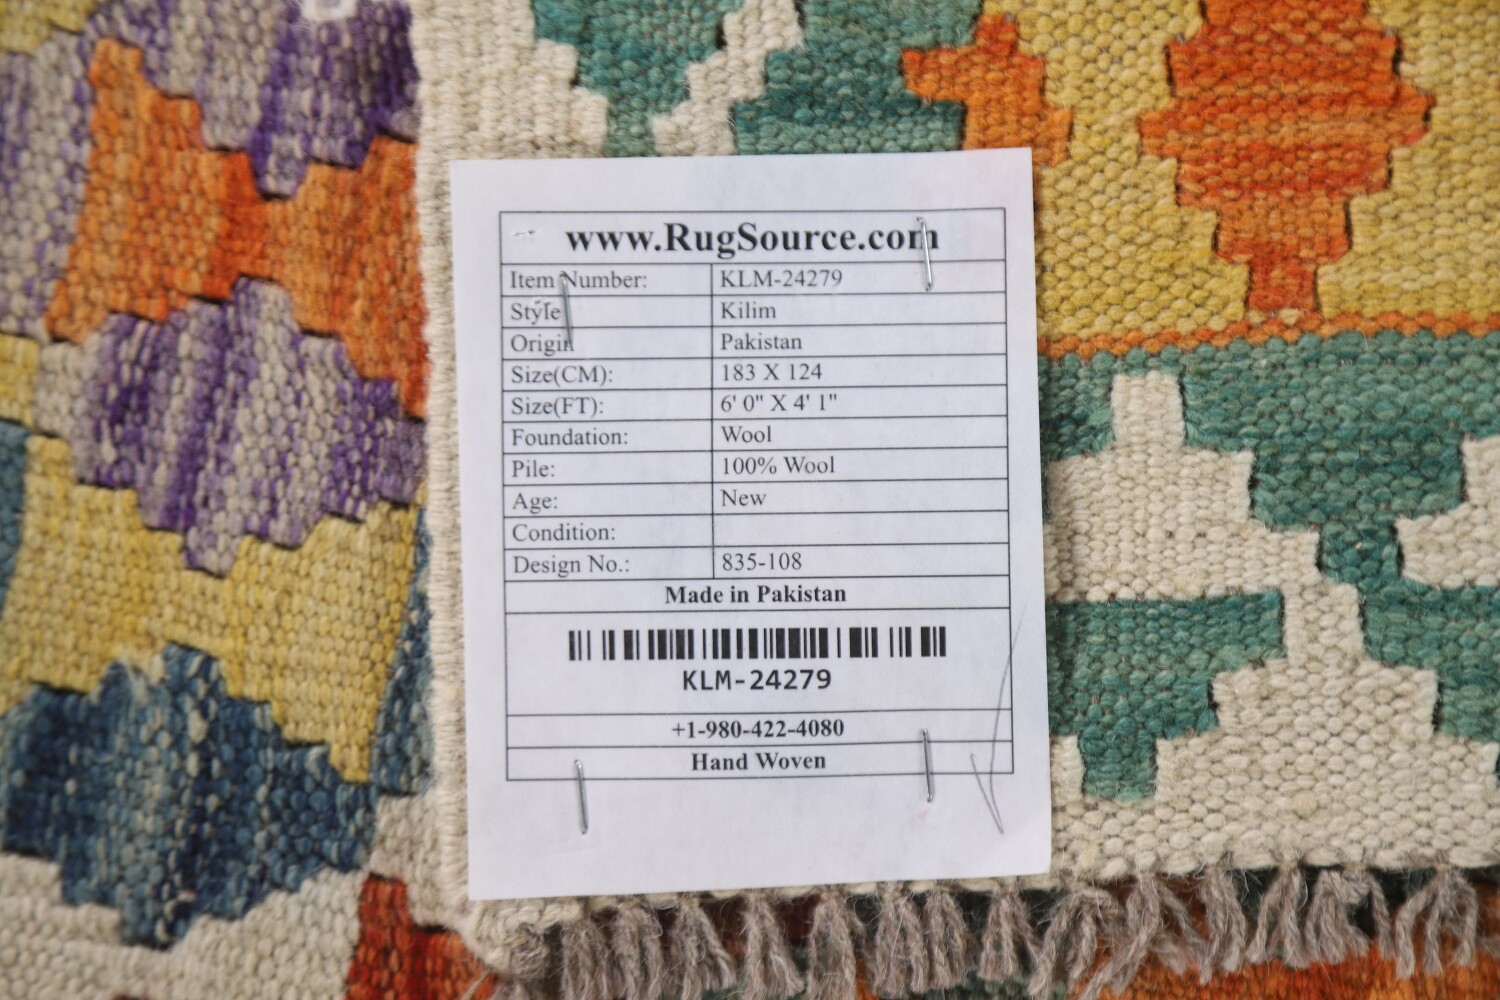 www.RugSource.com
Item Number: KLM-24279
Style Kilim
Origin Pakistan
Size(CM): 183 X 124
Size(FT): 6' 0" X 4' 1"
Foundation: Wool
Pile: 100% Wool
Age: New
Condition:
Design No.: 835-108
Made in Pakistan
KLM-24279
+1-980-422-4080
Hand Woven